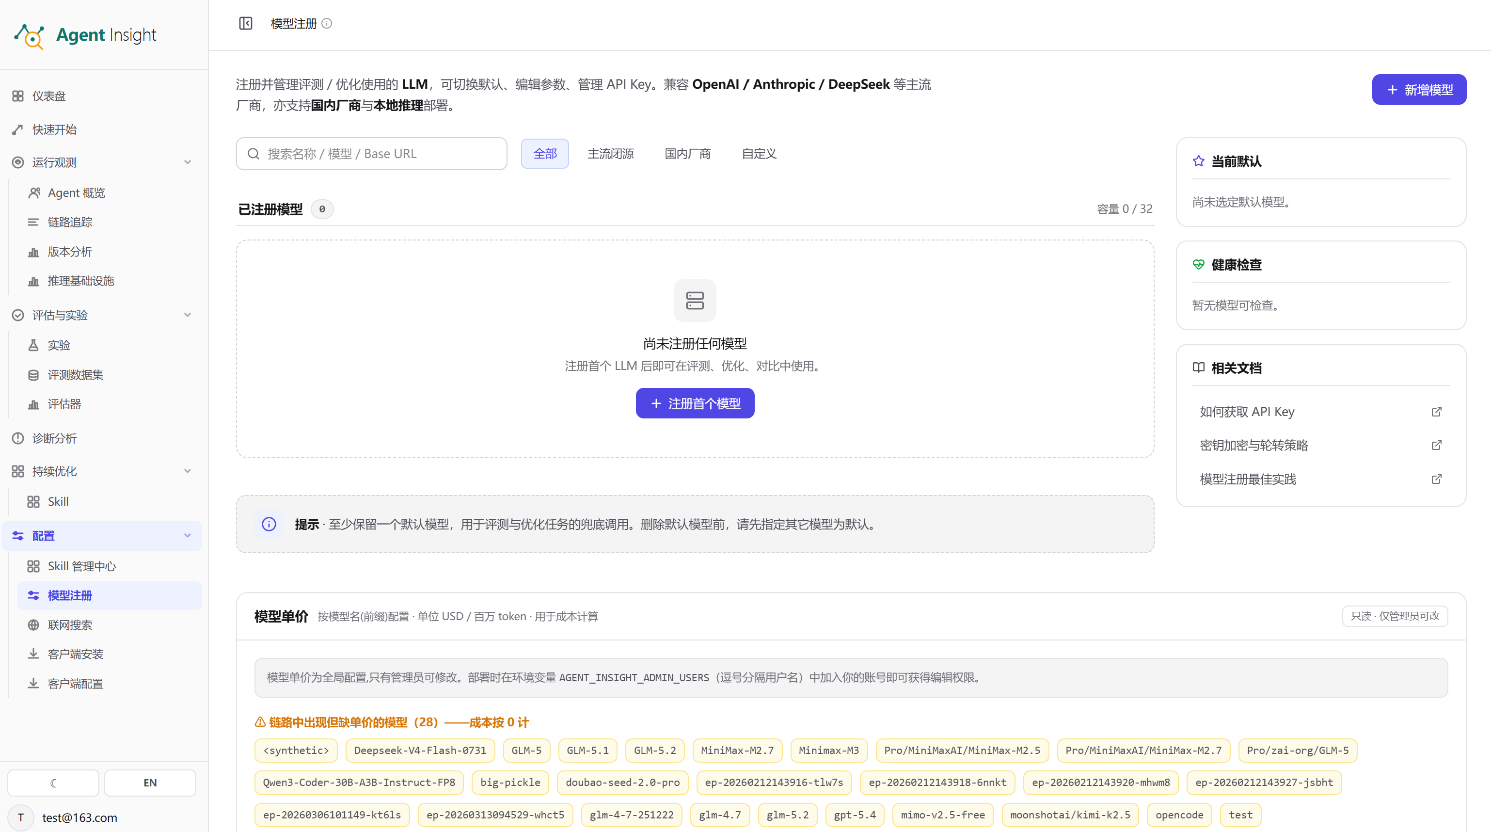 Agent Insight
仪表盘
快速开始
运行观测
Agent 概览
链路追踪
版本分析
推理基础设施
评估与实验
实验
评测数据集
评估器
诊断分析
持续优化
Skill
配置
Skill 管理中心
模型注册
联网搜索
客户端安装
客户端配置
EN
T test@163.com
模型注册
注册并管理评测 / 优化使用的 LLM，可切换默认、编辑参数、管理 API Key。兼容 OpenAI / Anthropic / DeepSeek 等主流
厂商，亦支持国内厂商与本地推理部署。
新增模型
搜索名称 / 模型 / Base URL
全部 主流闭源 国内厂商 自定义
已注册模型 0 容量 0 / 32
尚未注册任何模型
注册首个 LLM 后即可在评测、优化、对比中使用。
注册首个模型
提示 · 至少保留一个默认模型，用于评测与优化任务的兜底调用。删除默认模型前，请先指定其它模型为默认。
当前默认
尚未选定默认模型。
健康检查
暂无模型可检查。
相关文档
如何获取 API Key
密钥加密与轮转策略
模型注册最佳实践
模型单价 按模型名(前缀)配置 · 单位 USD / 百万 token · 用于成本计算 只读 · 仅管理员可改
模型单价为全局配置,只有管理员可修改。部署时在环境变量 AGENT_INSIGHT_ADMIN_USERS（逗号分隔用户名）中加入你的账号即可获得编辑权限。
链路中出现但缺单价的模型（28）——成本按 0 计
<synthetic> Deepseek-V4-Flash-0731 GLM-5 GLM-5.1 GLM-5.2 MiniMax-M2.7 Minimax-M3 Pro/MiniMaxAI/MiniMax-M2.5 Pro/MiniMaxAI/MiniMax-M2.7 Pro/zai-org/GLM-5
Qwen3-Coder-30B-A3B-Instruct-FP8 big-pickle doubao-seed-2.0-pro ep-20260212143916-tlw7s ep-20260212143918-6nnkt ep-20260212143920-mhwm8 ep-20260212143927-jsbht
ep-20260306101149-kt6ls ep-20260313094529-whct5 glm-4-7-251222 glm-4.7 glm-5.2 gpt-5.4 mimo-v2.5-free moonshotai/kimi-k2.5 opencode test